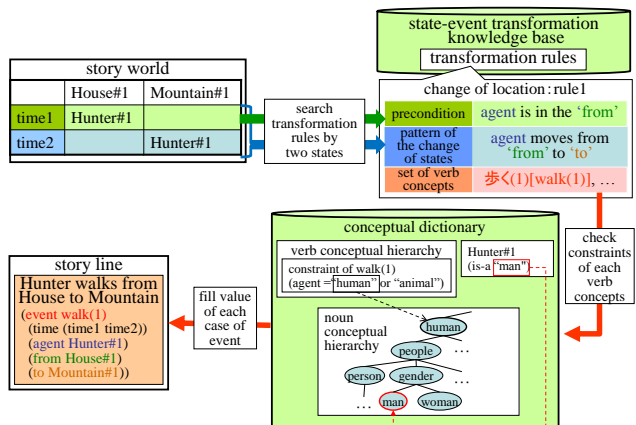 state-event transformation
knowledge base
transformation rules
story world
House#1 Mountain#1
time1 Hunter#1
time2 Hunter#1
search
transformation
rules by
two states
change of location:rule1
precondition agent is in the 'from'
pattern of
the change
of states
agent moves from
'from' to 'to'
set of verb
concepts
歩く(1)[walk(1)], …
check
constraints
of each
verb
concepts
conceptual dictionary
verb conceptual hierarchy
constraint of walk(1)
(agent ="human" or "animal")
Hunter#1
(is-a "man")
noun
conceptual
hierarchy
human
people …
person gender …
… man woman
fill value
of each
case of
event
story line
Hunter walks from
House to Mountain
(event walk(1)
(time (time1 time2))
(agent Hunter#1)
(from House#1)
(to Mountain#1))